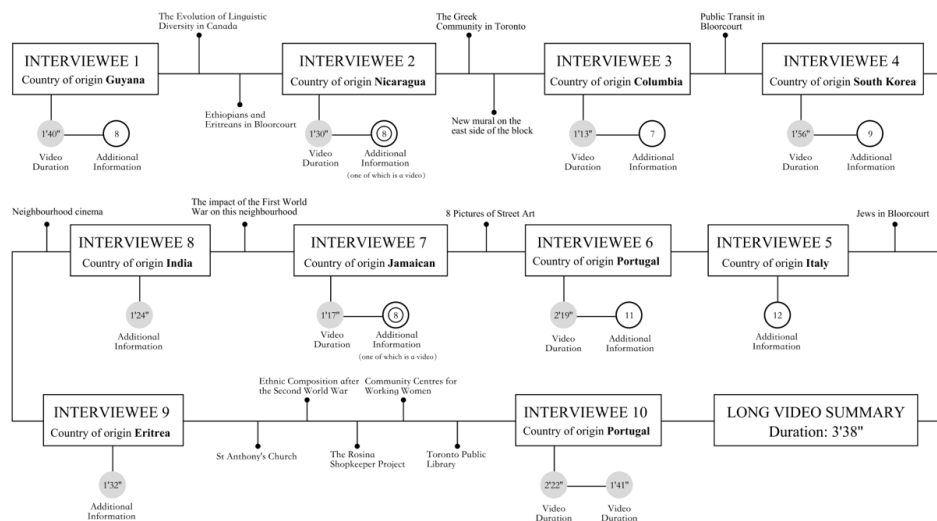 The Evolution of Linguistic
Diversity in Canada
The Greek
Community in Toronto
Public Transit in
Bloorcourt
INTERVIEWEE 1
Country of origin Guyana
INTERVIEWEE 2
Country of origin Nicaragua
INTERVIEWEE 3
Country of origin Columbia
INTERVIEWEE 4
Country of origin South Korea
Ethiopians and
Eritreans in Bloorcourt
New mural on the
east side of the block
1'40"
8
1'30"
8
1'13"
7
1'56"
9
Video
Duration
Additional
Information
Video
Duration
Additional
Information
(one of which is a video)
Video
Duration
Additional
Information
Video
Duration
Additional
Information
Neighbourhood cinema
The impact of the First World
War on this neighbourhood
8 Pictures of Street Art
Jews in Bloorcourt
INTERVIEWEE 8
Country of origin India
INTERVIEWEE 7
Country of origin Jamaican
INTERVIEWEE 6
Country of origin Portugal
INTERVIEWEE 5
Country of origin Italy
1'24"
1'17"
8
2'19"
11
12
Additional
Information
Video
Duration
Additional
Information
(one of which is a video)
Video
Duration
Additional
Information
Additional
Information
Ethnic Composition after
the Second World War
Community Centres for
Working Women
INTERVIEWEE 9
Country of origin Eritrea
INTERVIEWEE 10
Country of origin Portugal
LONG VIDEO SUMMARY
Duration: 3'38"
St Anthony's Church
The Rosina
Shopkeeper Project
Toronto Public
Library
1'32"
2'22"
1'41"
Additional
Information
Video
Duration
Video
Duration